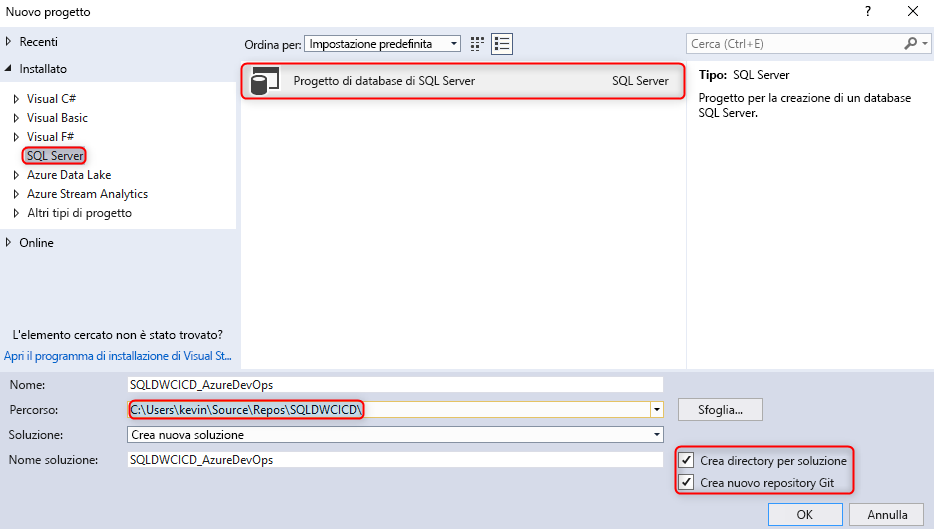 Nuovo progetto
?
Recenti
Installato
Visual C#
Visual Basic
Visual F#
SQL Server
Azure Data Lake
Azure Stream Analytics
Altri tipi di progetto
Online
L'elemento cercato non è stato trovato?
Apri il programma di installazione di Visual St...
Ordina per: Impostazione predefinita
Progetto di database di SQL Server SQL Server
Cerca (Ctrl+E)
Tipo: SQL Server
Progetto per la creazione di un database
SQL Server.
Nome: SQLDWCICD_AzureDevOps
Percorso: C:\Users\kevin\Source\Repos\SQLDWCICD\ Sfoglia...
Soluzione: Crea nuova soluzione
Nome soluzione: SQLDWCICD_AzureDevOps
Crea directory per soluzione
Crea nuovo repository Git
OK Annulla